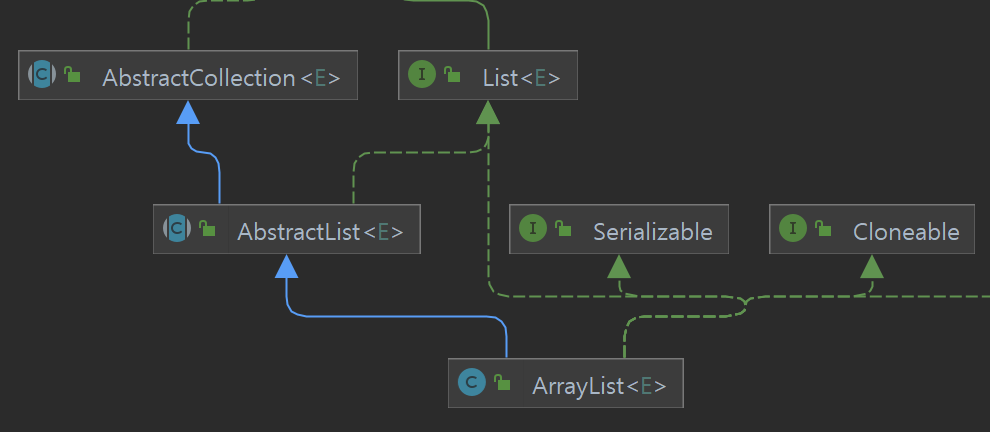 C AbstractCollection<E>
I List<E>
C AbstractList<E>
I Serializable
I Cloneable
C ArrayList<E>